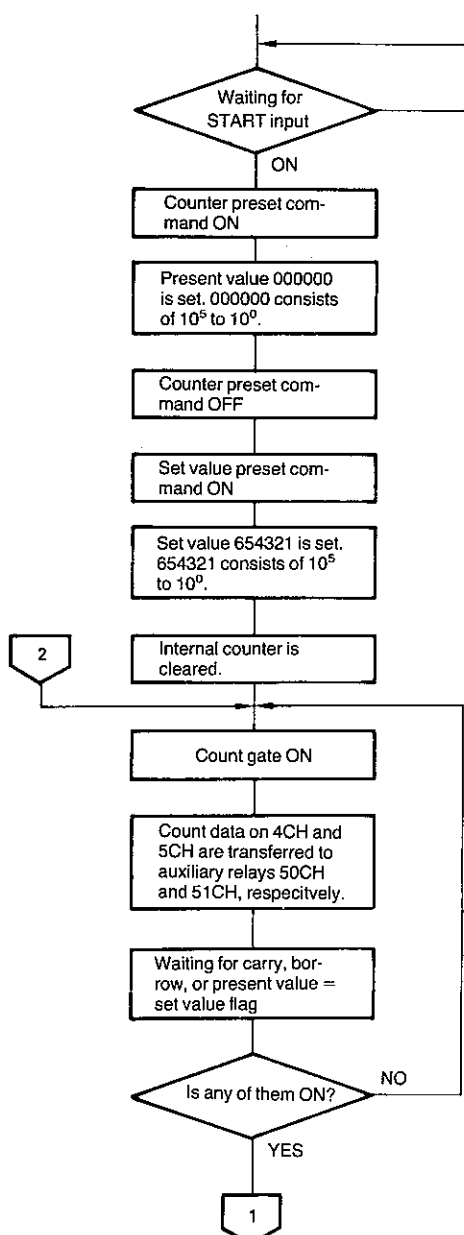 Waiting for
START input
ON
Counter preset com-
mand ON
Present value 000000
is set. 000000 consists
of 10⁵ to 10⁰.
Counter preset com-
mand OFF
Set value preset com-
mand ON
Set value 654321 is set.
654321 consists of 10⁵
to 10⁰.
2
Internal counter is
cleared.
Count gate ON
Count data on 4CH and
5CH are transferred to
auxiliary relays 50CH
and 51CH, respecitvely.
Waiting for carry, bor-
row, or present value =
set value flag
Is any of them ON?
NO
YES
1